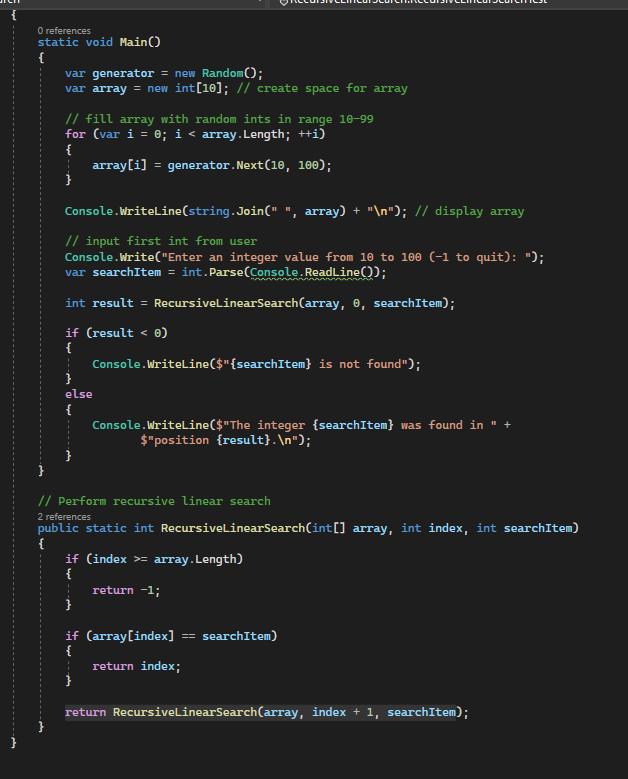 RecursiveLinearSearch.RecursiveLinearSearchTest
{
0 references
static void Main()
{
var generator = new Random();
var array = new int[10]; // create space for array
// fill array with random ints in range 10-99
for (var i = 0; i < array.Length; ++i)
{
array[i] = generator.Next(10, 100);
}
Console.WriteLine(string.Join(" ", array) + "\n"); // display array
// input first int from user
Console.Write("Enter an integer value from 10 to 100 (-1 to quit): ");
var searchItem = int.Parse(Console.ReadLine());
int result = RecursiveLinearSearch(array, 0, searchItem);
if (result < 0)
{
Console.WriteLine($"{searchItem} is not found");
}
else
{
Console.WriteLine($"The integer {searchItem} was found in " +
$"position {result}.\n");
}
}
// Perform recursive linear search
2 references
public static int RecursiveLinearSearch(int[] array, int index, int searchItem)
{
if (index >= array.Length)
{
return -1;
}
if (array[index] == searchItem)
{
return index;
}
return RecursiveLinearSearch(array, index + 1, searchItem);
}
}